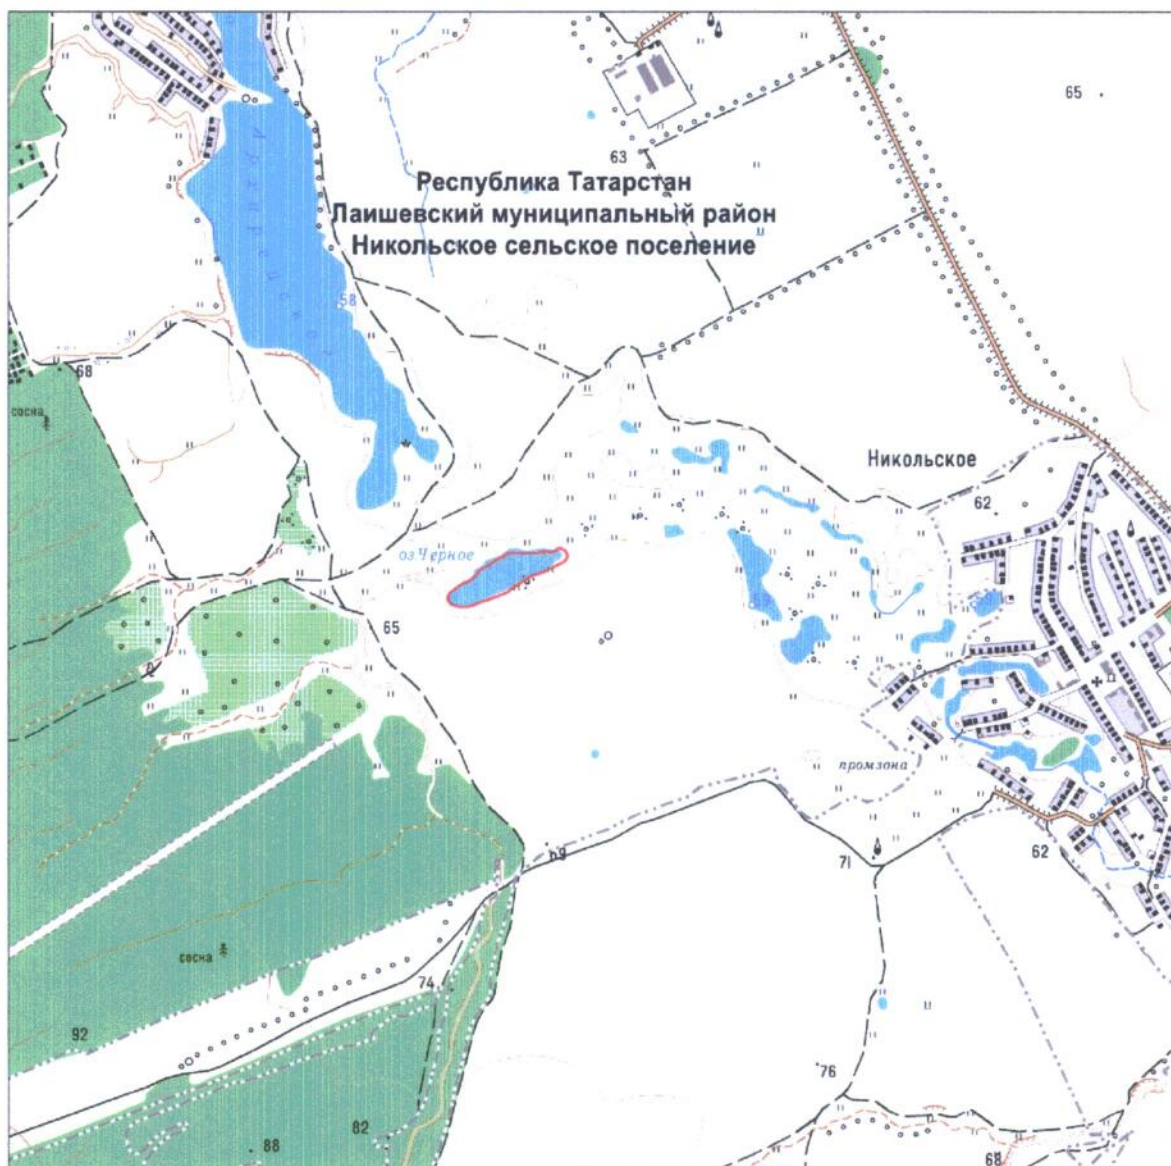 65
63
Республика Татарстан
Лаишевский муниципальный район
Никольское сельское поселение
58
68
сосна
Никольское
62
оз.Черное
65
промзона
69
71
62
сосна
74
92
76
82
88
68